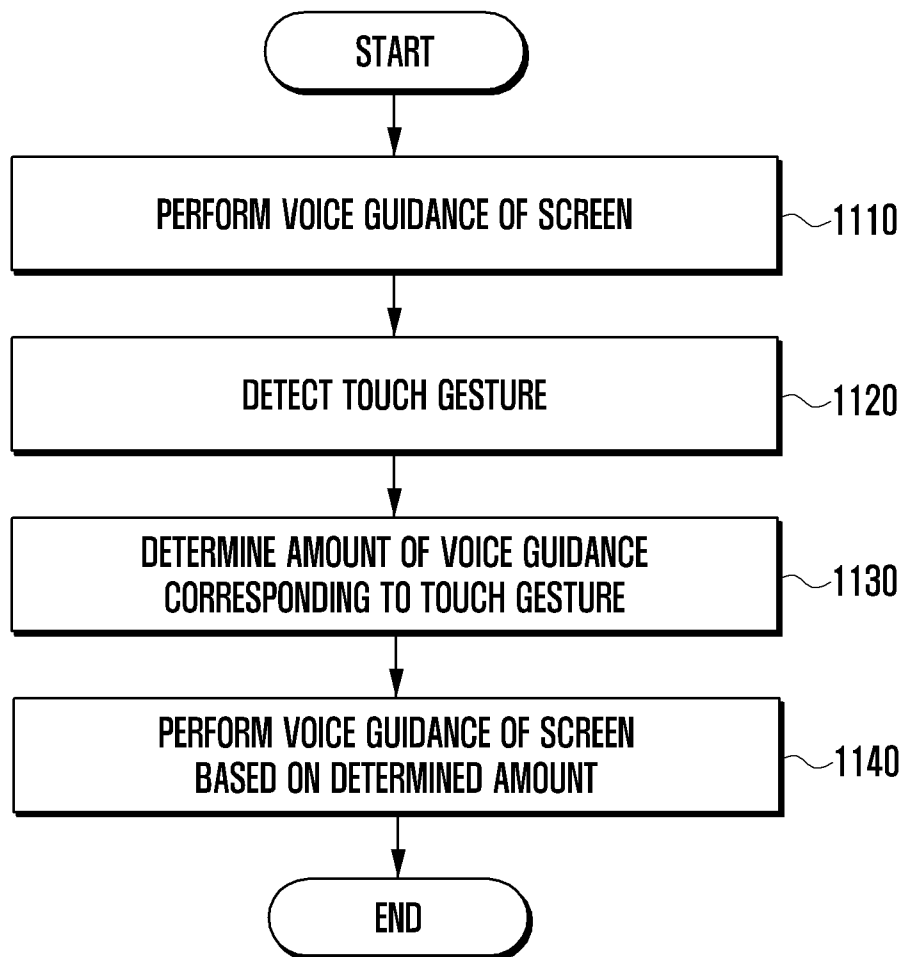 START
PERFORM VOICE GUIDANCE OF SCREEN
1110
DETECT TOUCH GESTURE
1120
DETERMINE AMOUNT OF VOICE GUIDANCE
CORRESPONDING TO TOUCH GESTURE
1130
PERFORM VOICE GUIDANCE OF SCREEN
BASED ON DETERMINED AMOUNT
1140
END